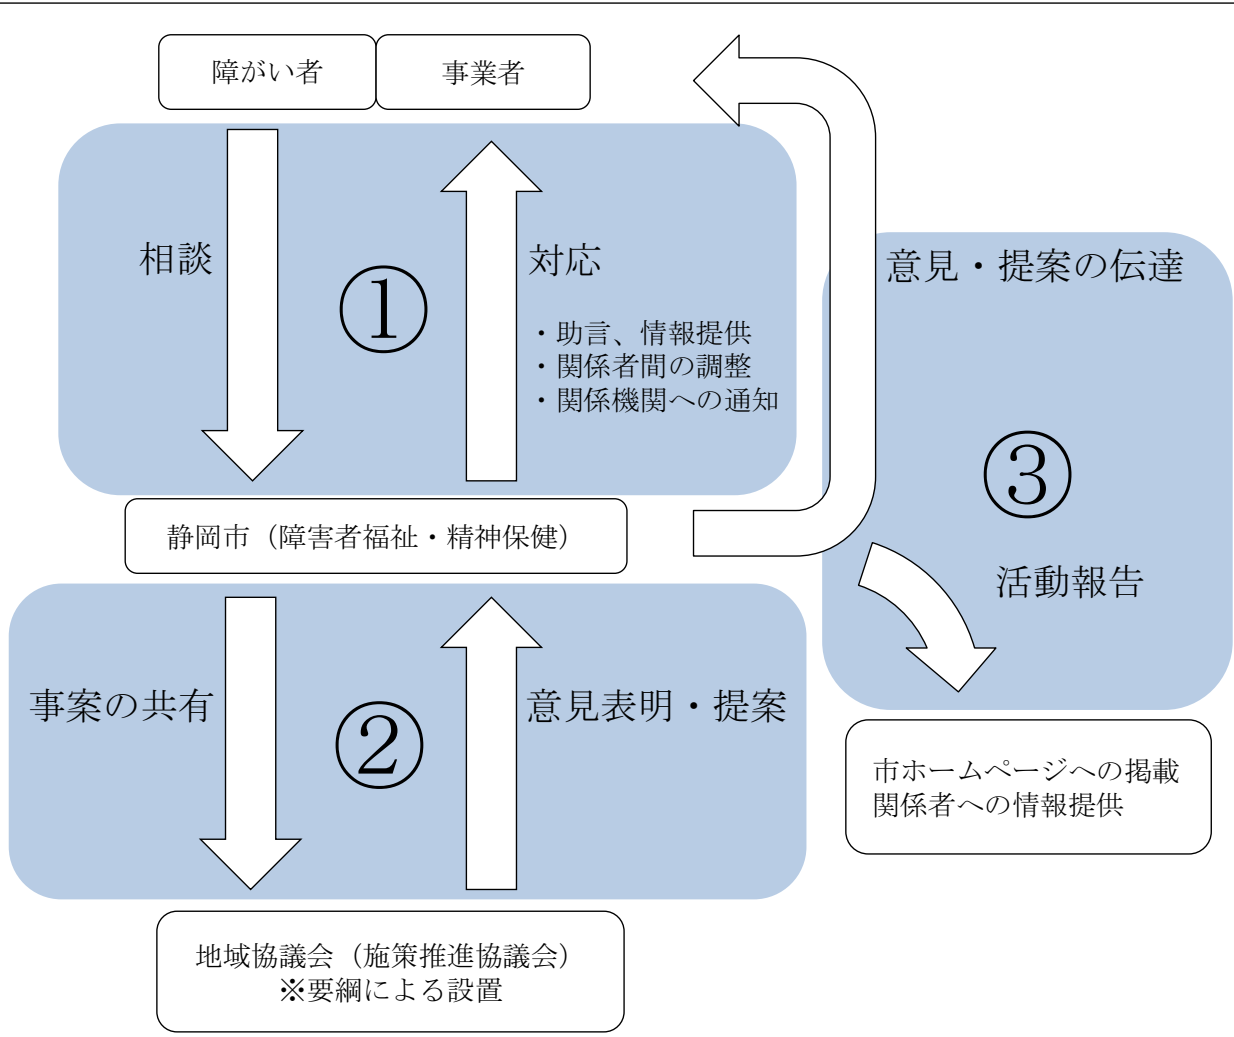 障がい者
事業者
相談
①
対応
・助言、情報提供
・関係者間の調整
・関係機関への通知
意見・提案の伝達
③
活動報告
静岡市（障害者福祉・精神保健）
事案の共有
②
意見表明・提案
市ホームページへの掲載
関係者への情報提供
地域協議会（施策推進協議会）
※要綱による設置